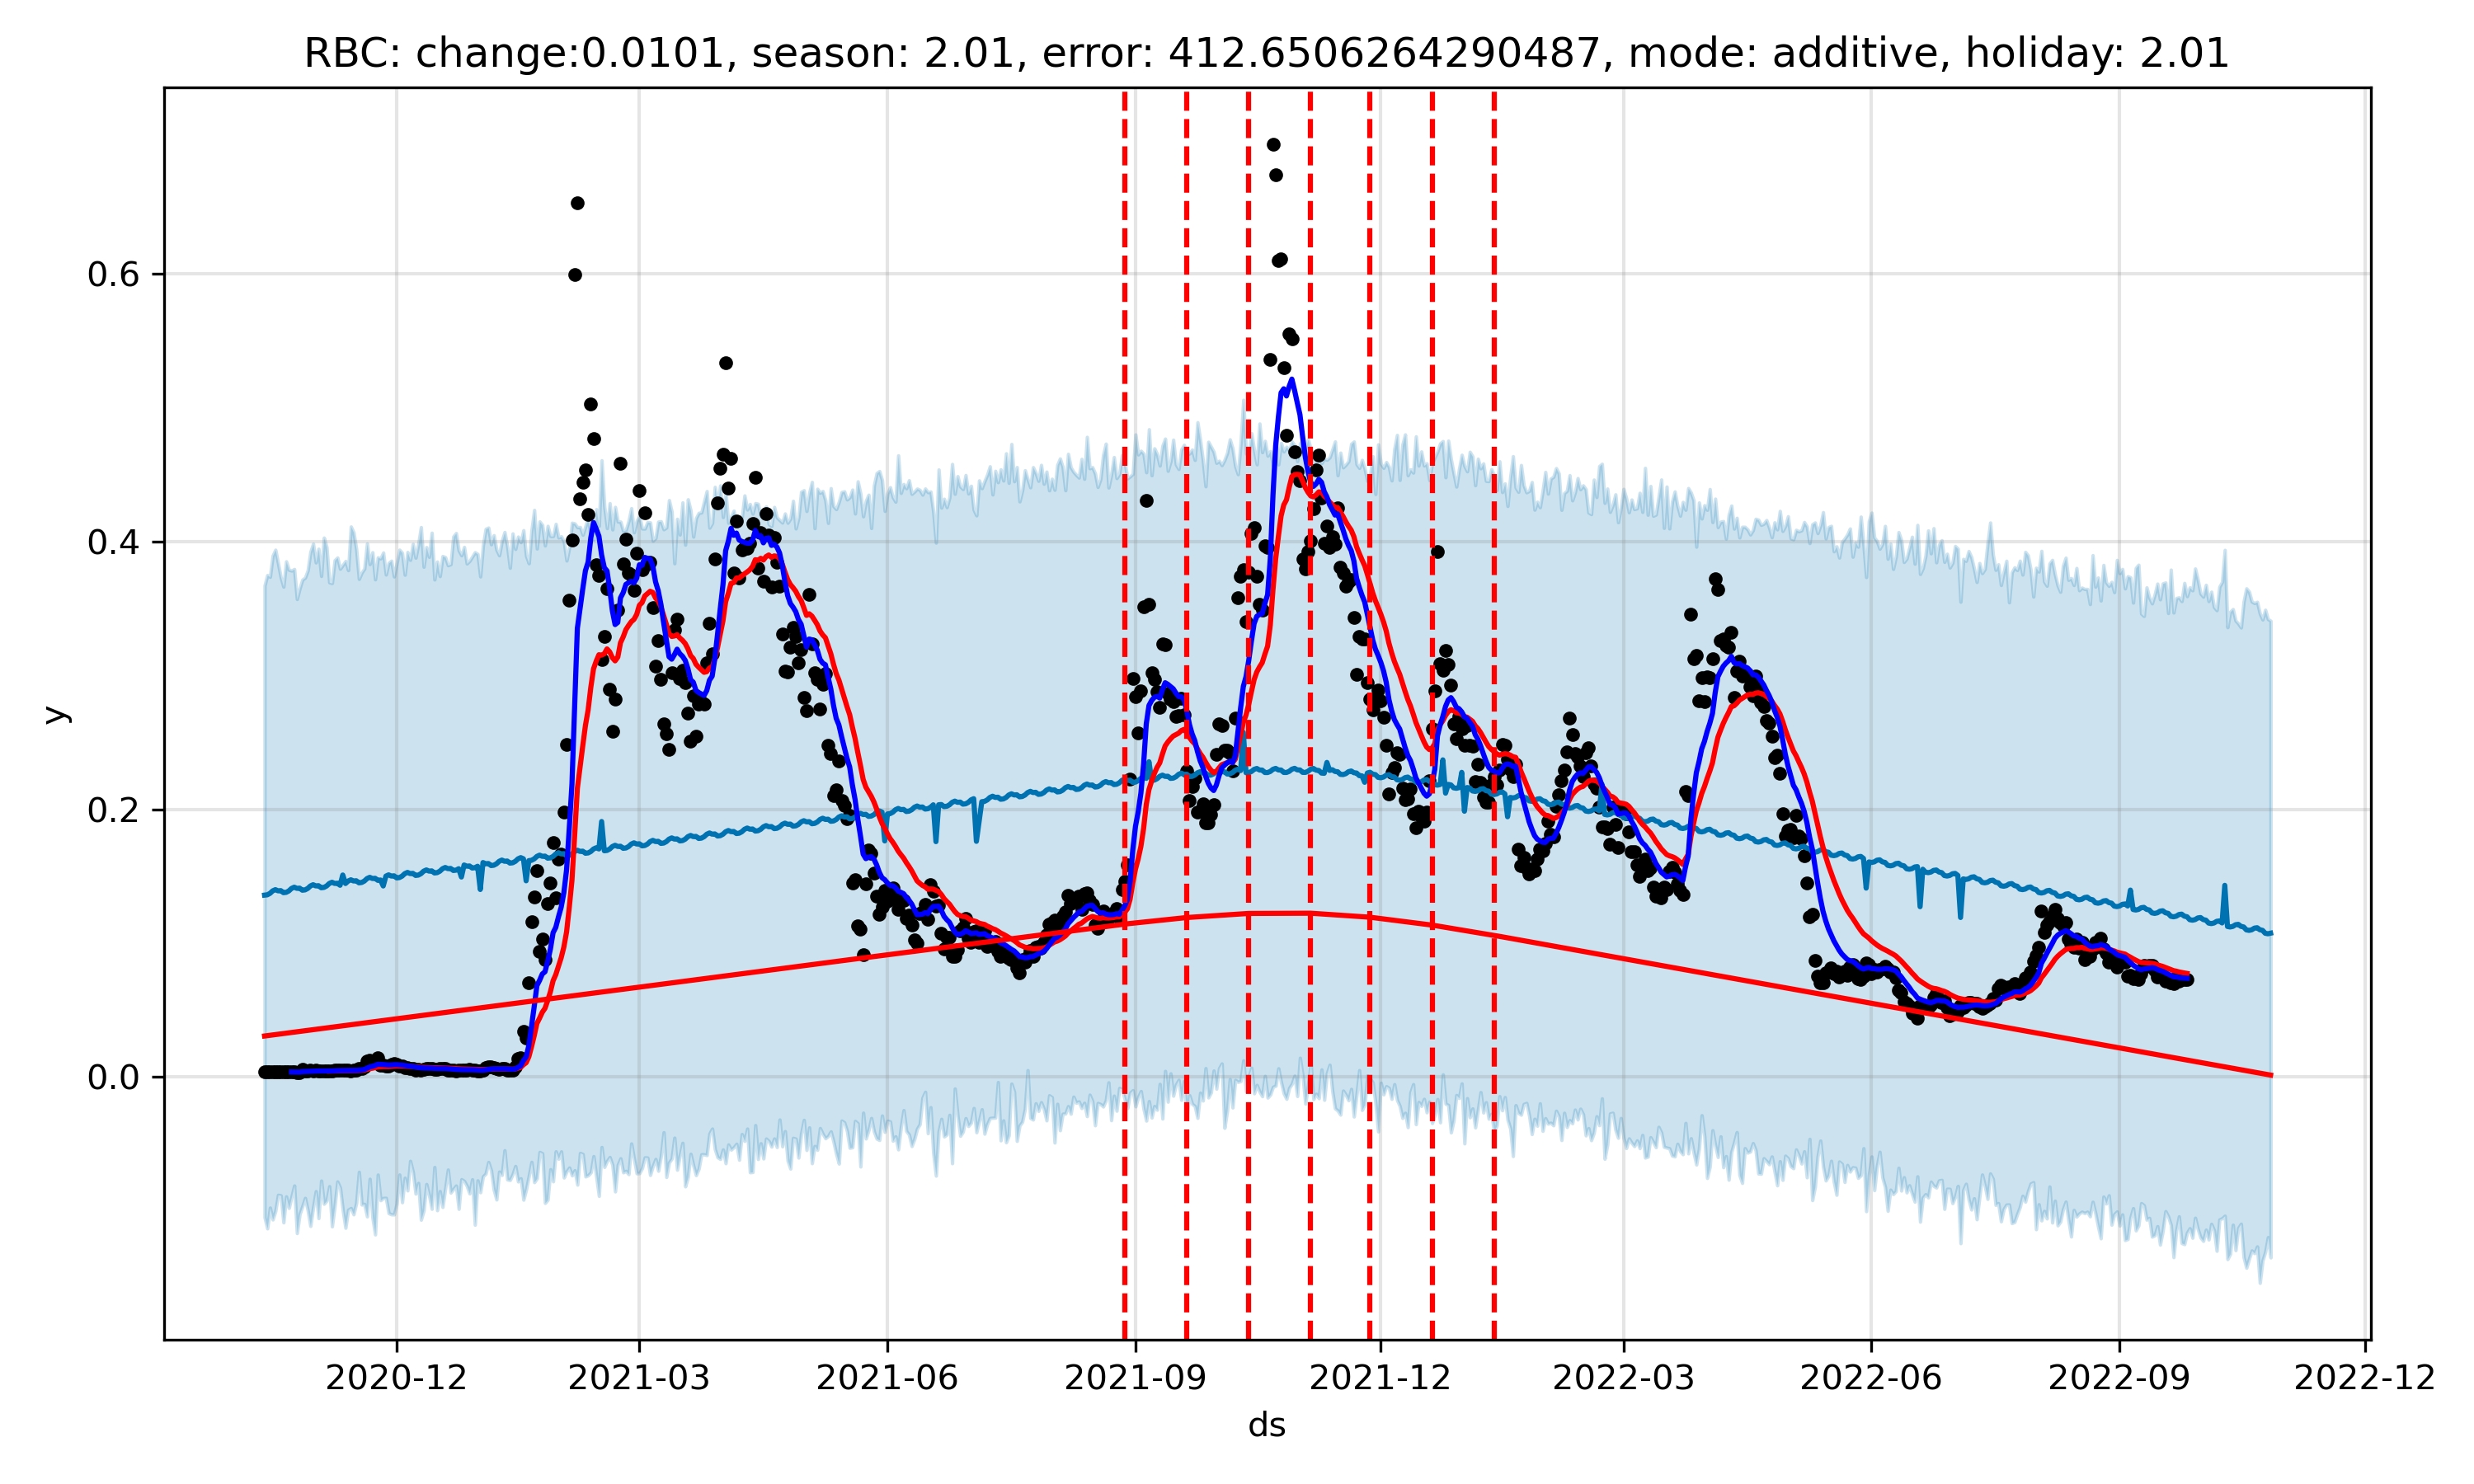 RBC: change:0.0101, season: 2.01, error: 412.6506264290487, mode: additive, holiday: 2.01
0.6
0.4
0.2
0.0
y
2020-12 2021-03 2021-06 2021-09 2021-12 2022-03 2022-06 2022-09 2022-12
ds